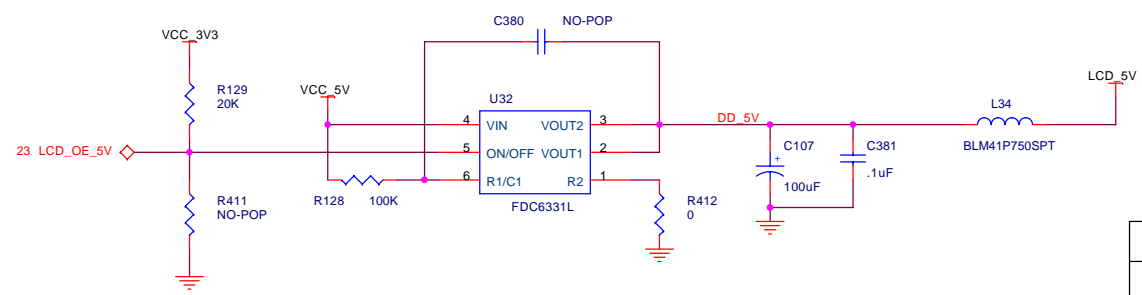 C380 NO-POP
VCC_3V3
LCD_5V
R129
20K
VCC_5V
U32
L34
4 VIN VOUT2 3
DD_5V
BLM41P750SPT
23 LCD_OE_5V
5 ON/OFF VOUT1 2
C107
+
100uF
C381
.1uF
6 R1/C1 R2 1
R128 100K
FDC6331L
R411
NO-POP
R412
0